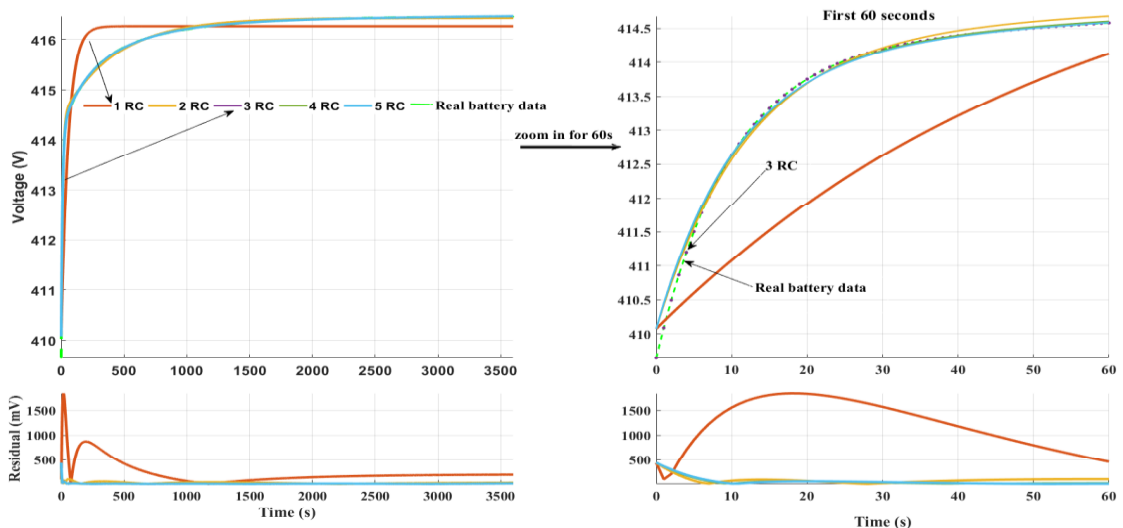 First 60 seconds
416
415
414
413
412
411
410
Voltage (V)
1 RC 2 RC 3 RC 4 RC 5 RC Real battery data
0 500 1000 1500 2000 2500 3000 3500
zoom in for 60s
414.5
414
413.5
413
412.5
412
411.5
411
410.5
410
3 RC
Real battery data
0 10 20 30 40 50 60
1500
1000
500
Residual (mV)
0 500 1000 1500 2000 2500 3000 3500
Time (s)
1500
1000
500
0 10 20 30 40 50 60
Time (s)